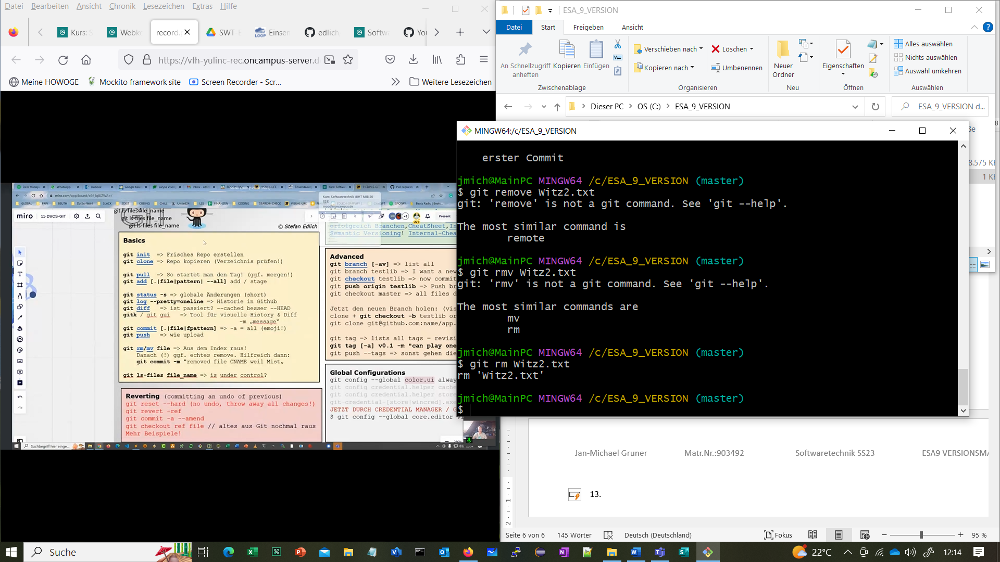 Datei Bearbeiten Ansicht Chronik Lesezeichen Extras Hilfe
Kurs: S
Webko
record.
SWT-E
Einsen
edlich
Softwa
You
https://vfh-yulinc-rec.oncampus-server.d
Meine HOWOGE
Mockito framework site
Screen Recorder - Scr...
Weitere Lesezeichen
miro
11-DVCS-GIT
git ls-files file_name
git ls-files file_name
© Stefan Edlich
Present
Basics
git init => Frisches Repo erstellen
git clone => Repo kopieren (Verzeichnis prüfen!)
git pull => So startet man den Tag! (ggf. mergen!)
git add [.|file|pattern| --all] add / stage
git status -s => globale Änderungen (short)
git log --pretty=oneline => Historie in Github
git diff => ist passiert? --cached besser --HEAD
gitk / git gui => Tool für visuelle History & Diff
-m „message“
git commit [.|file|fpattern] => -a = all (emoji!)
git push => wie upload
git rm/mv file => Aus dem Index raus!
Danach (!) ggf. echtes remove. Hilfreich dann:
git commit -m "removed file CNAME weil Mist„
git ls-files file_name => is under control?
Reverting (committing an undo of previous)
git reset --hard (no undo, throw away all changes!)
git revert -ref
git commit -a --amend
git checkout ref file // altes aus Git nochmal raus
Mehr Beispiele!
erfolgreich Branchen,CheatSheet,In
Semantic Versioning! Internal-Chea
Advanced
git branch [-av] => list all
git branch testlib => I want a new
git checkout testlib => now commit
git push origin testlib => Push br
git checkout master => all files d
Jetzt den neuen Branch holen: (vis
clone + git checkout -b testlib or
git clone git@github.com:name/app.
git tag => lists all tags = revisi
git tag [-a] v0.1 -m "can play one
git push --tags => sonst gehen die
Global Configurations
git config --global color.ui alway
git config credential.helper cache
git config credential.helper store
git-credential-[store|wincred].exe
JETZT DURCH CREDENTIAL MANAGER / G
$ git config --global core.editor vi
ESA_9_VERSION
Datei Start Freigeben Ansicht
An Schnellzugriff
anheften
Kopieren
Einfügen
Verschieben nach
Kopieren nach
Löschen
Umbenennen
Neuer
Ordner
Eigenschaften
Alles auswählen
Nichts auswählen
Auswahl umkehren
Zwischenablage Organisieren Neu Öffnen Auswählen
Dieser PC OS (C:) ESA_9_VERSION
ESA_9_VERSION d...
ße
8.575 KB
1 KB
MINGW64:/c/ESA_9_VERSION
erster Commit
jmich@MainPC MINGW64 /c/ESA_9_VERSION (master)
$ git remove Witz2.txt
git: 'remove' is not a git command. See 'git --help'.
The most similar command is
remote
jmich@MainPC MINGW64 /c/ESA_9_VERSION (master)
$ git rmv Witz2.txt
git: 'rmv' is not a git command. See 'git --help'.
The most similar commands are
mv
rm
jmich@MainPC MINGW64 /c/ESA_9_VERSION (master)
$ git rm Witz2.txt
rm 'Witz2.txt'
jmich@MainPC MINGW64 /c/ESA_9_VERSION (master)
$
Jan-Michael Gruner Matr.Nr.:903492 Softwaretechnik SS23 ESA9 VERSIONSMA
13.
Seite 6 von 6 145 Wörter Deutsch (Deutschland) Fokus 95 %
Suche
22°C
12:14